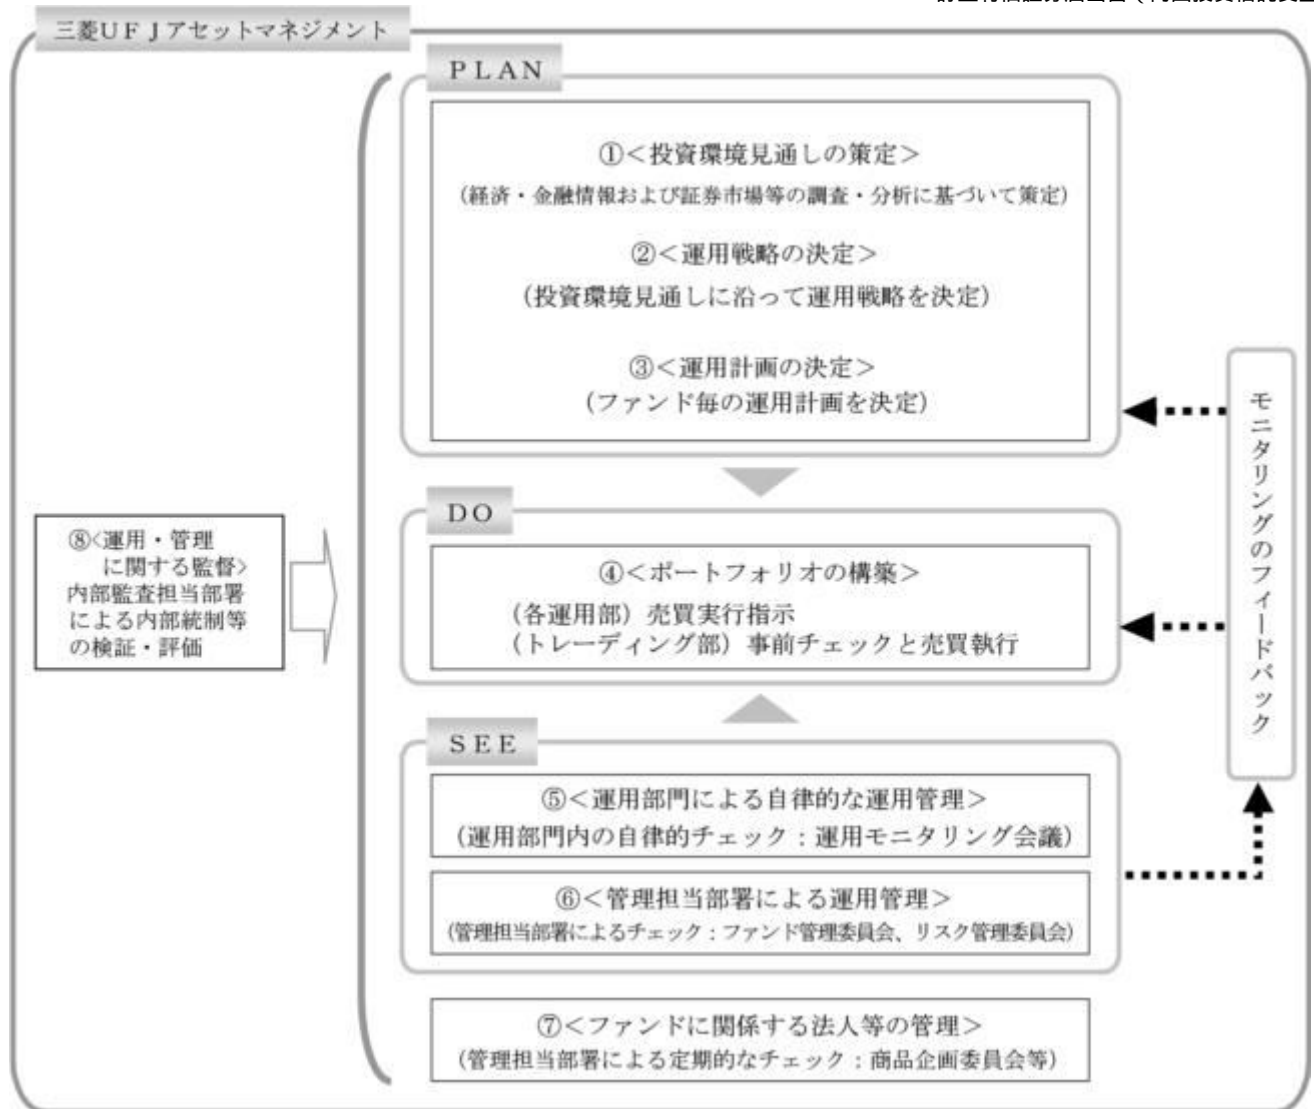 三菱ＵＦＪアセットマネジメント
ＰＬＡＮ
①＜投資環境見通しの策定＞
（経済・金融情報および証券市場等の調査・分析に基づいて策定）
②＜運用戦略の決定＞
（投資環境見通しに沿って運用戦略を決定）
③＜運用計画の決定＞
（ファンド毎の運用計画を決定）
ＤＯ
④＜ポートフォリオの構築＞
（各運用部）売買実行指示
（トレーディング部）事前チェックと売買執行
ＳＥＥ
⑤＜運用部門による自律的な運用管理＞
（運用部門内の自律的チェック：運用モニタリング会議）
⑥＜管理担当部署による運用管理＞
（管理担当部署によるチェック：ファンド管理委員会、リスク管理委員会）
⑦＜ファンドに関係する法人等の管理＞
（管理担当部署による定期的なチェック：商品企画委員会等）
⑧<運用・管理
に関する監督>
内部監査担当部署
による内部統制等
の検証・評価
モニタリングのフィードバック